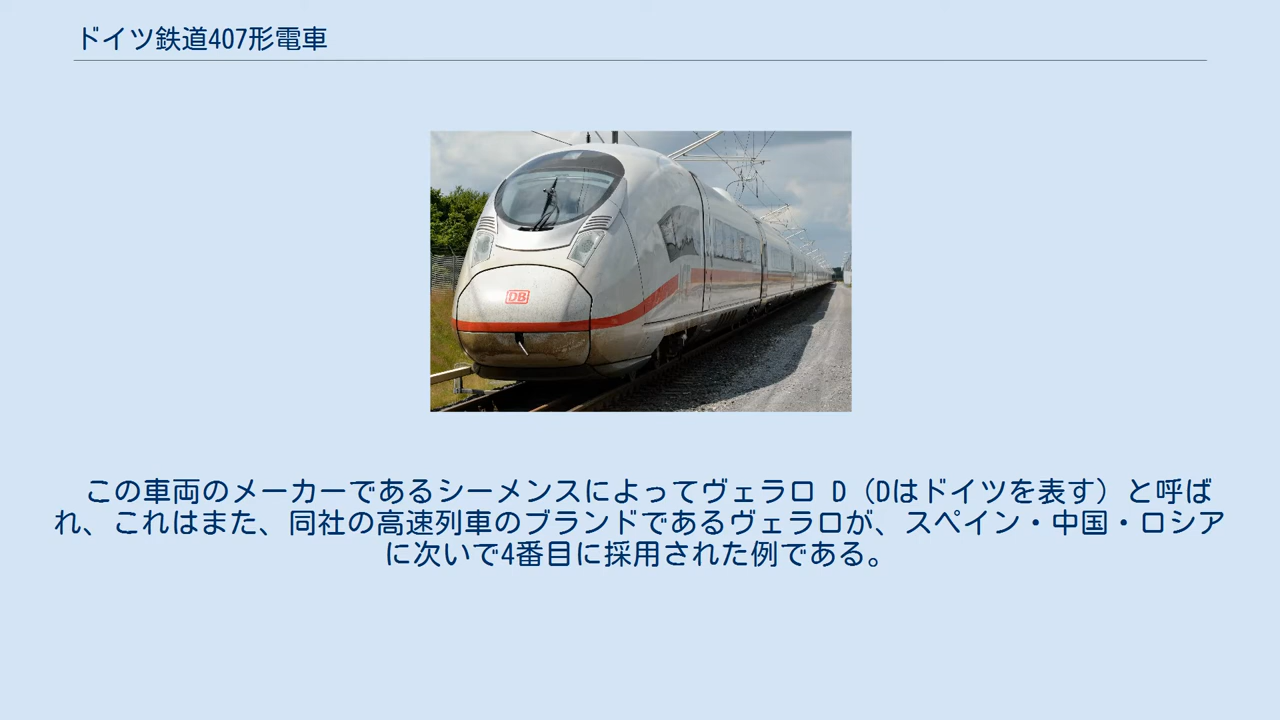 ドイツ鉄道407形電車
DB
この車両のメーカーであるシーメンスによってヴェラロ D（Dはドイツを表す）と呼ば
れ、これはまた、同社の高速列車のブランドであるヴェラロが、スペイン・中国・ロシア
に次いで4番目に採用された例である。